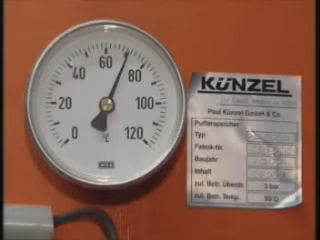 60
80
40
100
20
120
0
°C
KÜNZEL
Paul Künzel GmbH & Co.
Pufferspeicher
Typ
Fabrik-Nr.
Baujahr
Inhalt
zul. Betr. Überdr. 3 bar
zul. Betr. Temp. 95 °C